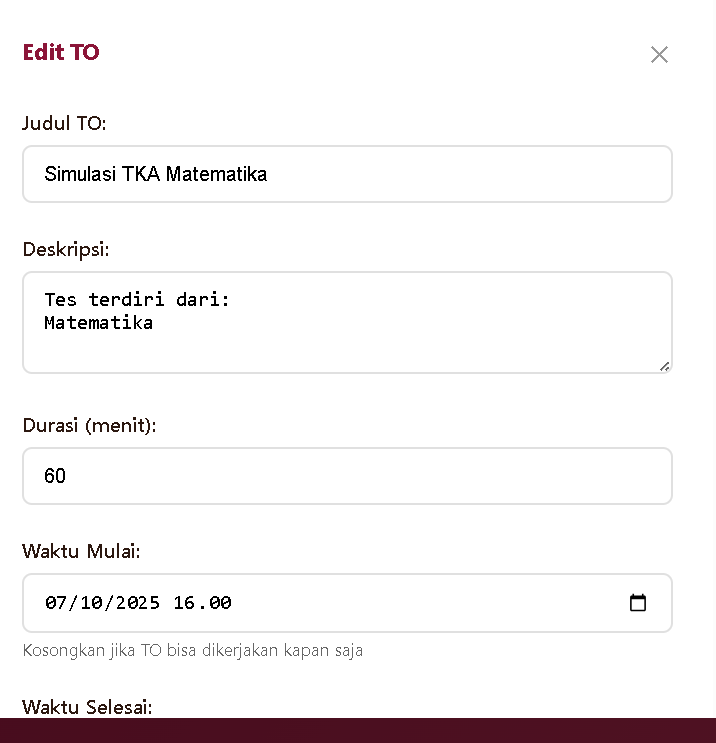 Edit TO
Judul TO:
Simulasi TKA Matematika
Deskripsi:
Tes terdiri dari:
Matematika
Durasi (menit):
60
Waktu Mulai:
07/10/2025 16.00
Kosongkan jika TO bisa dikerjakan kapan saja
Waktu Selesai: